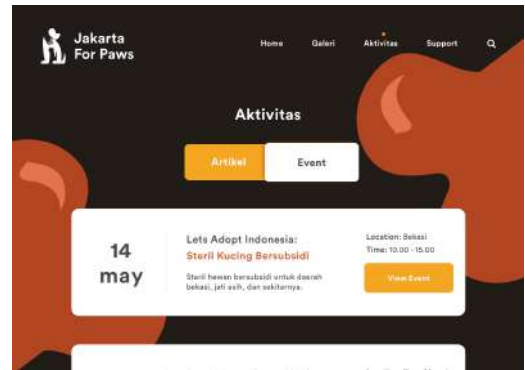 Jakarta
For Paws
Home Galeri Aktivitas Support
Aktivitas
Artikel Event
14
may
Lets Adopt Indonesia:
Steril Kucing Bersubsidi
Steril hewan bersubsidi untuk daerah
bekasi, jati asih, dan sekitarnya.
Location: Bekasi
Time: 10.00 - 15.00
View Event